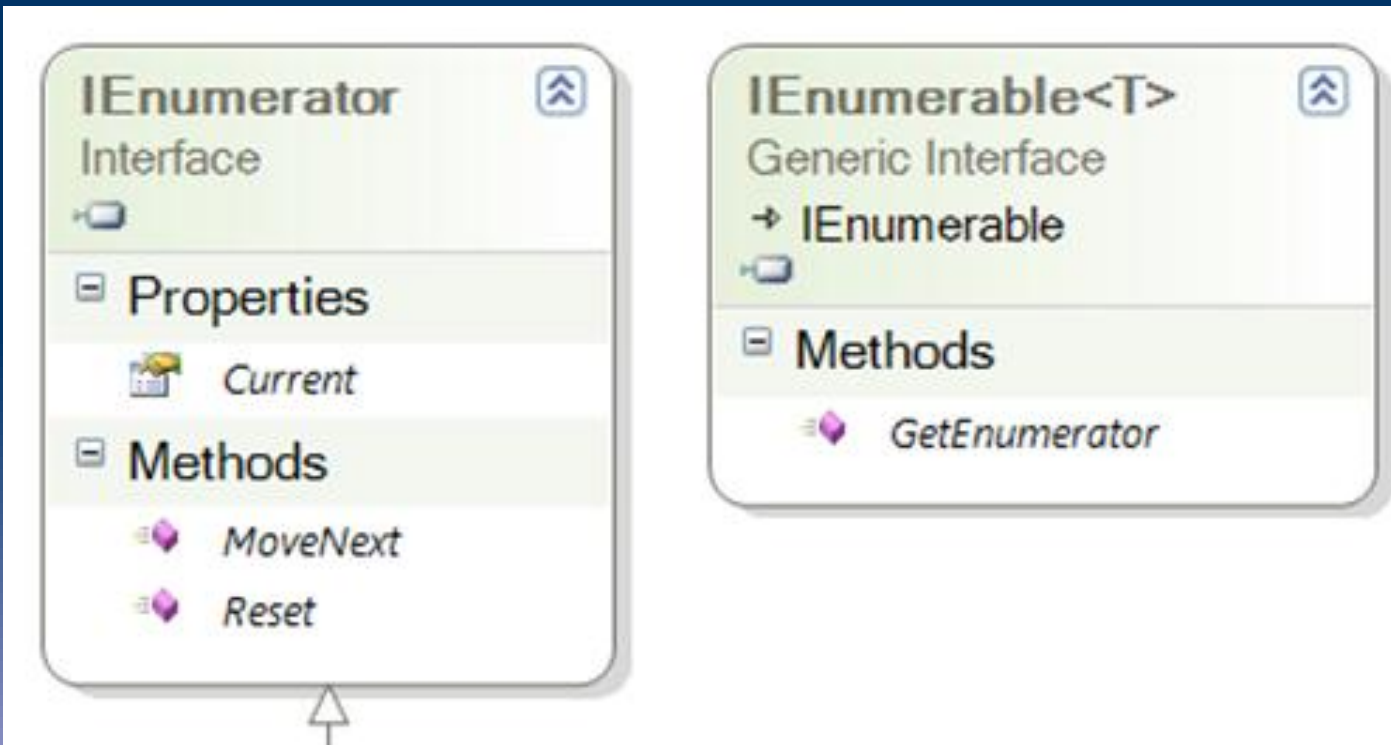 IEnumerator
Interface
Properties
Current
Methods
MoveNext
Reset
IEnumerable<T>
Generic Interface
IEnumerable
Methods
GetEnumerator